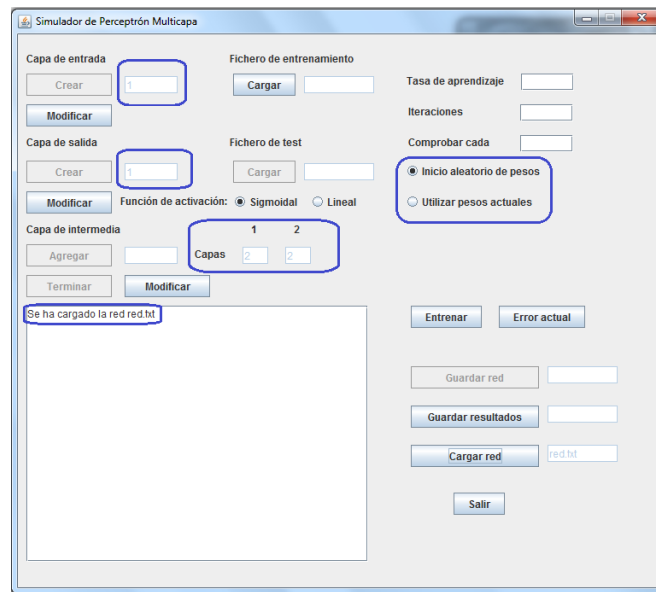 Simulador de Perceptrón Multicapa
Capa de entrada
Fichero de entrenamiento
Crear 1
Cargar
Tasa de aprendizaje
Modificar
Iteraciones
Capa de salida
Fichero de test
Comprobar cada
Crear 1
Cargar
Inicio aleatorio de pesos
Modificar
Función de activación: Sigmoidal Lineal
Utilizar pesos actuales
Capa de intermedia
1 2
Agregar
Capas 2 2
Terminar
Modificar
Se ha cargado la red red.txt
Entrenar
Error actual
Guardar red
Guardar resultados
Cargar red red.txt
Salir